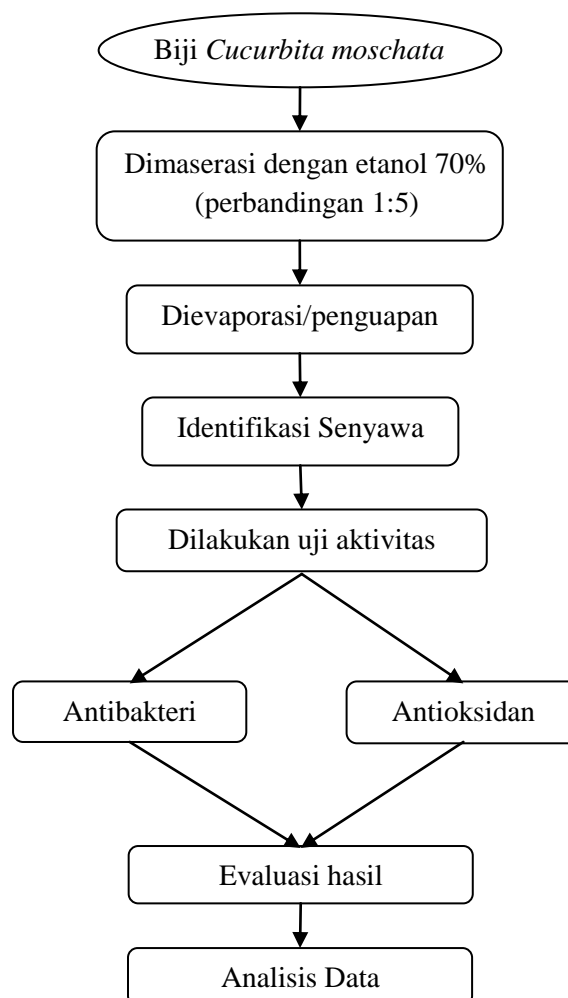 Biji Cucurbita moschata
Dimaserasi dengan etanol 70%
(perbandingan 1:5)
Dievaporasi/penguapan
Identifikasi Senyawa
Dilakukan uji aktivitas
Antibakteri
Antioksidan
Evaluasi hasil
Analisis Data